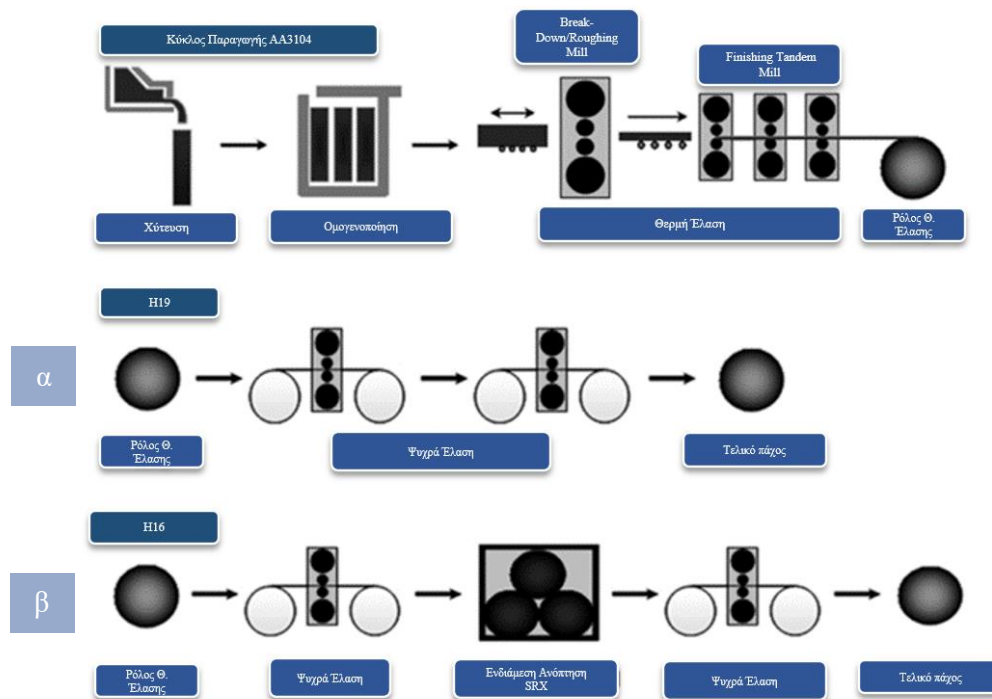 Κύκλος Παραγωγής AA3104
Break-
Down/Roughing
Mill
Finishing Tandem
Mill
Χύτευση
Ομογενοποίηση
Θερμή Έλαση
Ρόλος Θ.
Έλασης
H19
α
Ρόλος Θ.
Έλασης
Ψυχρά Έλαση
Τελικό πάχος
H16
β
Ρόλος Θ.
Έλασης
Ψυχρά Έλαση
Ενδιάμεση Ανόπτηση
SRX
Ψυχρά Έλαση
Τελικό πάχος